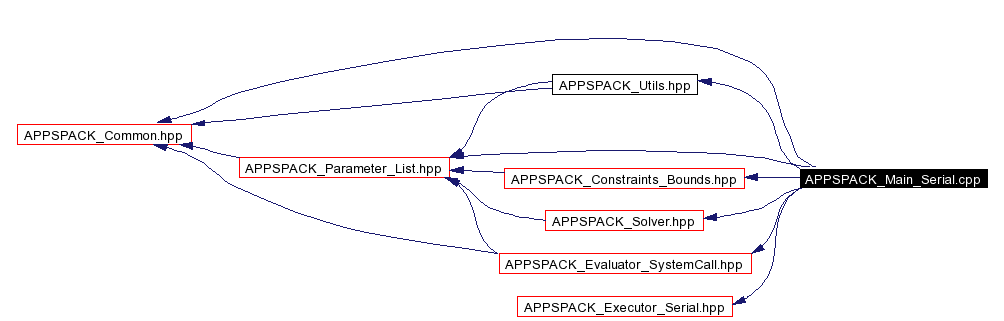 APPSPACK_Utils.hpp
APPSPACK_Common.hpp
APPSPACK_Parameter_List.hpp
APPSPACK_Constraints_Bounds.hpp
APPSPACK_Main_Serial.cpp
APPSPACK_Solver.hpp
APPSPACK_Evaluator_SystemCall.hpp
APPSPACK_Executor_Serial.hpp